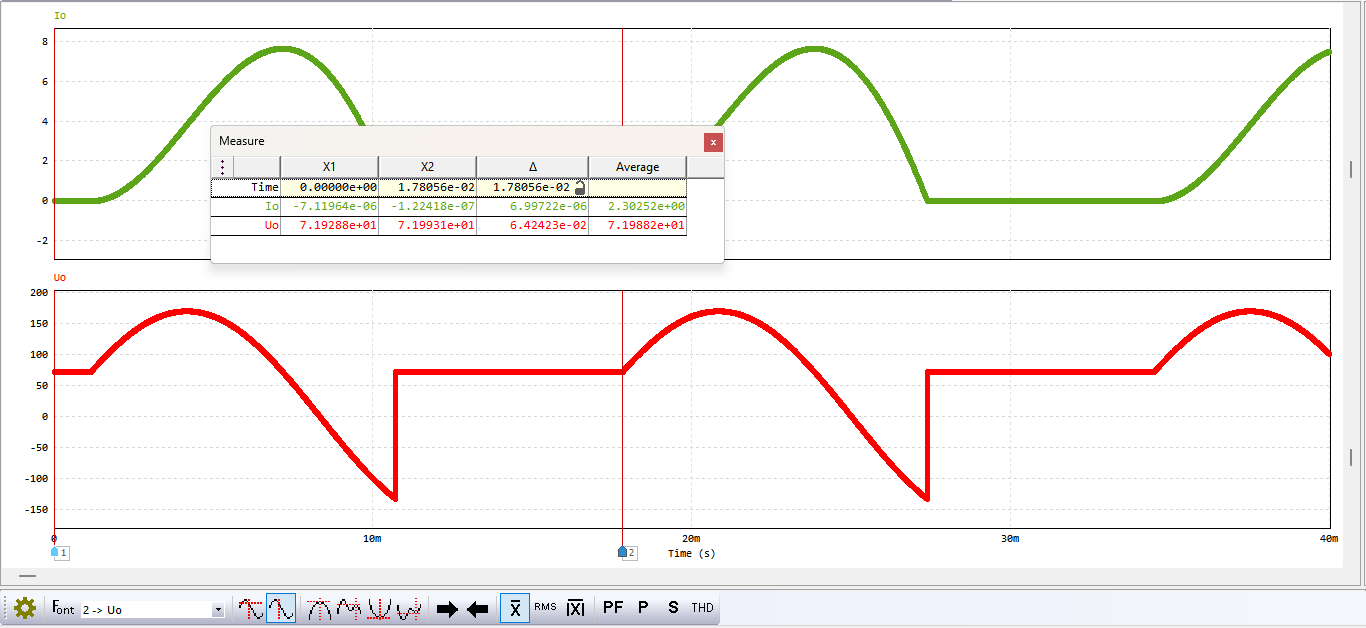 Io
8
6
4
2
0
-2
Measure x
X1 X2 Δ Average
Time 0.00000e+00 1.78056e-02 1.78056e-02
Io -7.11964e-06 -1.22418e-07 6.99722e-06 2.30252e+00
Uo 7.19288e+01 7.19931e+01 6.42423e-02 7.19882e+01
Uo
200
150
100
50
0
-50
-100
-150
0 10m 20m 30m 40m
1 2 Time (s)
Font 2 -> Uo X RMS |X| PF P S THD